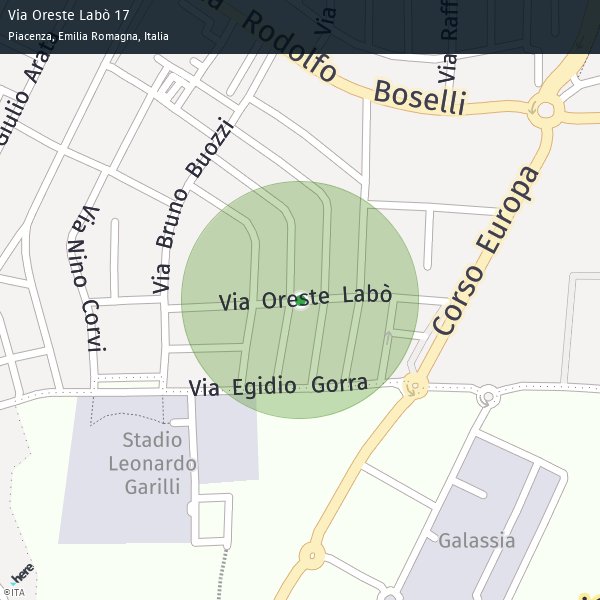 Via Oreste Labò 17
Piacenza, Emilia Romagna, Italia
Rodolfo
Via
Via Raff
Giulio Arat
Boselli
Via Bruno Buozzi
Via Nino Corvi
Corso Europa
Via Oreste Labò
Via Egidio Gorra
Stadio
Leonardo
Garilli
Galassia
here
©ITA